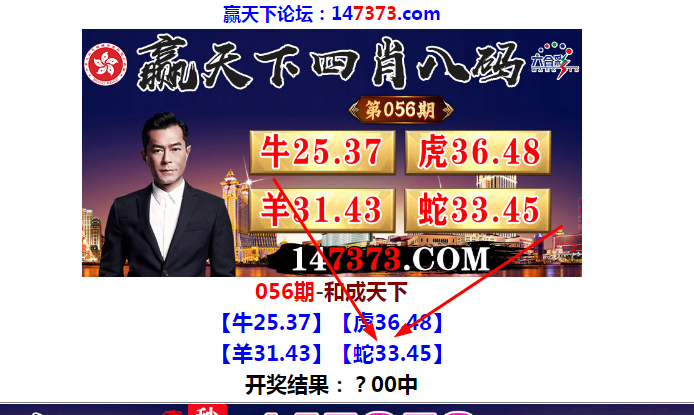 赢天下论坛：147373.com
赢天下四肖八码
六合彩
第056期
牛25.37
虎36.48
羊31.43
蛇33.45
147373.COM
056期-和成天下
【牛25.37】【虎36.48】
【羊31.43】【蛇33.45】
开奖结果：？00中